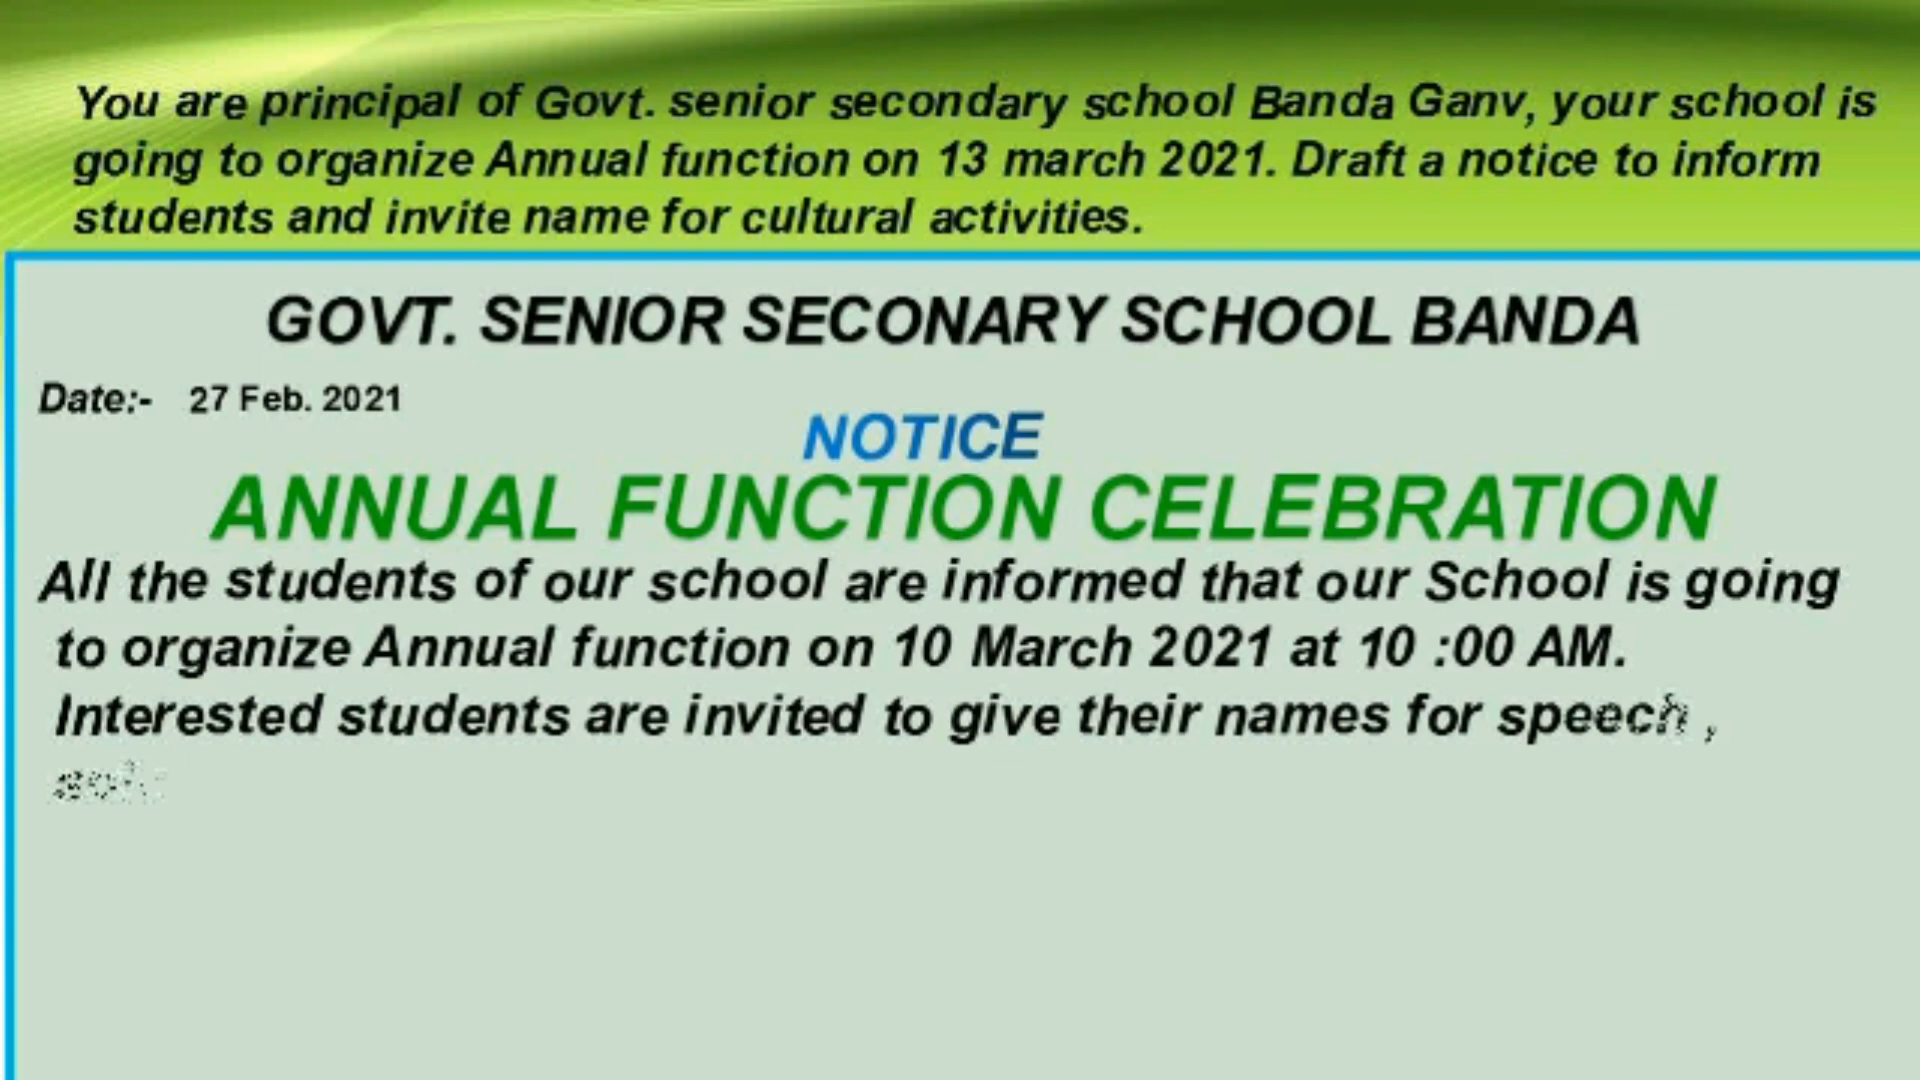 You are principal of Govt. senior secondary school Banda Ganv, your school is
going to organize Annual function on 13 march 2021. Draft a notice to inform
students and invite name for cultural activities.
GOVT. SENIOR SECONARY SCHOOL BANDA
Date:- 27 Feb. 2021
NOTICE
ANNUAL FUNCTION CELEBRATION
All the students of our school are informed that our School is going
to organize Annual function on 10 March 2021 at 10 :00 AM.
Interested students are invited to give their names for speech ,